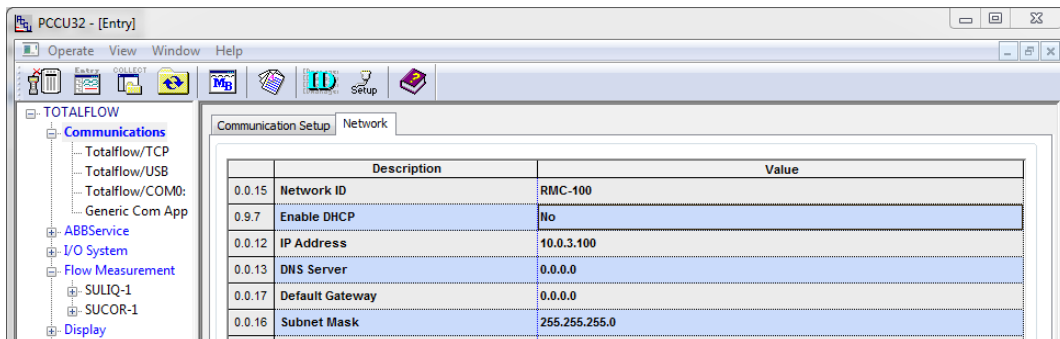 PCCU32 - [Entry]
Operate View Window Help
Entry COLLECT MB ID Setup
TOTALFLOW
Communications
Totalflow/TCP
Totalflow/USB
Totalflow/COM0:
Generic Com App
ABBService
I/O System
Flow Measurement
SULIQ-1
SUCOR-1
Display
Communication Setup Network
Description Value
0.0.15 Network ID RMC-100
0.9.7 Enable DHCP No
0.0.12 IP Address 10.0.3.100
0.0.13 DNS Server 0.0.0.0
0.0.17 Default Gateway 0.0.0.0
0.0.16 Subnet Mask 255.255.255.0